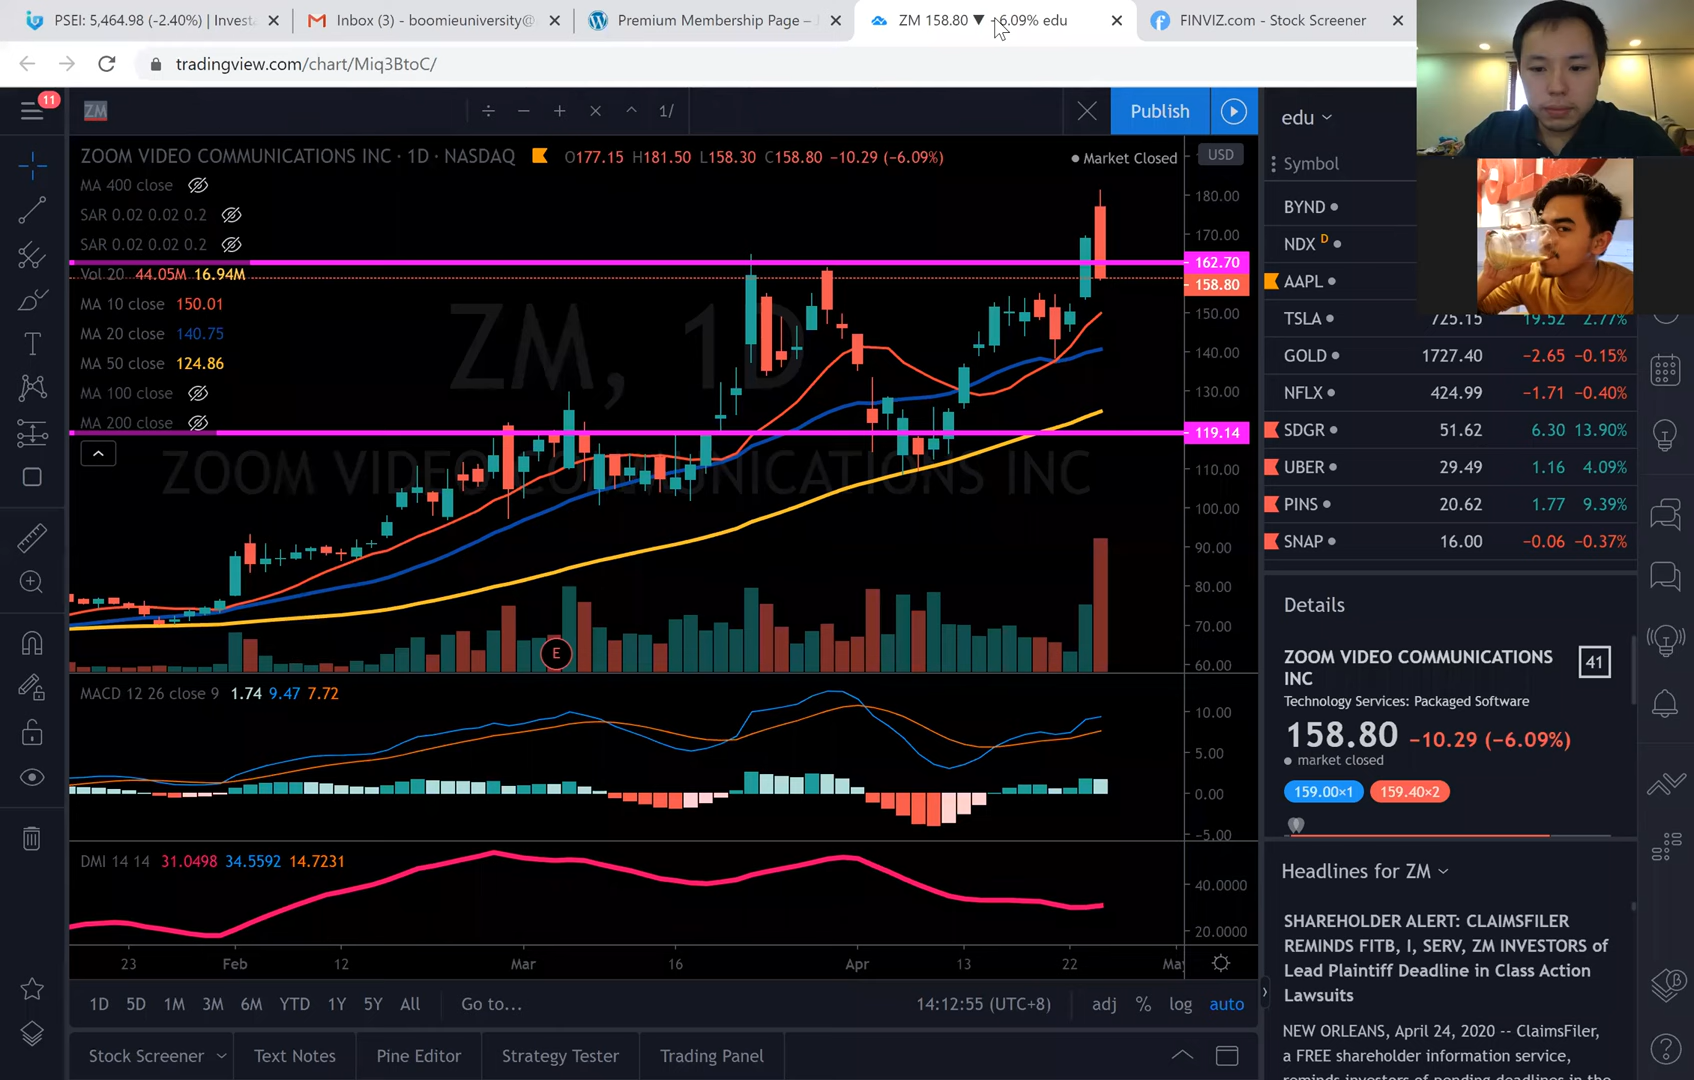 PSEI: 5,464.98 (-2.40%) | Invest
Inbox (3) - boomieuniversity@
Premium Membership Page –
ZM 158.80 ▼ -6.09% edu
FINVIZ.com - Stock Screener
tradingview.com/chart/Miq3BtoC/
11
ZM
1/
Publish
edu
ZOOM VIDEO COMMUNICATIONS INC · 1D · NASDAQ O177.15 H181.50 L158.30 C158.80 −10.29 (−6.09%)
Market Closed
USD
Symbol
MA 400 close
SAR 0.02 0.02 0.2
SAR 0.02 0.02 0.2
Vol 20 44.05M 16.94M
MA 10 close 150.01
MA 20 close 140.75
MA 50 close 124.86
MA 100 close
MA 200 close
ZM, 1D
ZOOM VIDEO COMMUNICATIONS INC
180.00
170.00
162.70
158.80
150.00
140.00
130.00
119.14
110.00
100.00
90.00
80.00
70.00
60.00
E
MACD 12 26 close 9 1.74 9.47 7.72
10.00
5.00
0.00
−5.00
DMI 14 14 31.0498 34.5592 14.7231
40.0000
20.0000
23 Feb 12 Mar 16 Apr 13 22 May
1D 5D 1M 3M 6M YTD 1Y 5Y All Go to...
14:12:55 (UTC+8) adj % log auto
Stock Screener Text Notes Pine Editor Strategy Tester Trading Panel
BYND
NDX D
AAPL
TSLA 725.15 19.52 2.77%
GOLD 1727.40 −2.65 −0.15%
NFLX 424.99 −1.71 −0.40%
SDGR 51.62 6.30 13.90%
UBER 29.49 1.16 4.09%
PINS 20.62 1.77 9.39%
SNAP 16.00 −0.06 −0.37%
Details
ZOOM VIDEO COMMUNICATIONS
INC
41
Technology Services: Packaged Software
158.80 −10.29 (−6.09%)
market closed
159.00×1 159.40×2
Headlines for ZM
SHAREHOLDER ALERT: CLAIMSFILER
REMINDS FITB, I, SERV, ZM INVESTORS of
Lead Plaintiff Deadline in Class Action
Lawsuits
NEW ORLEANS, April 24, 2020 -- ClaimsFiler,
a FREE shareholder information service,
reminds investors of pending deadlines in the